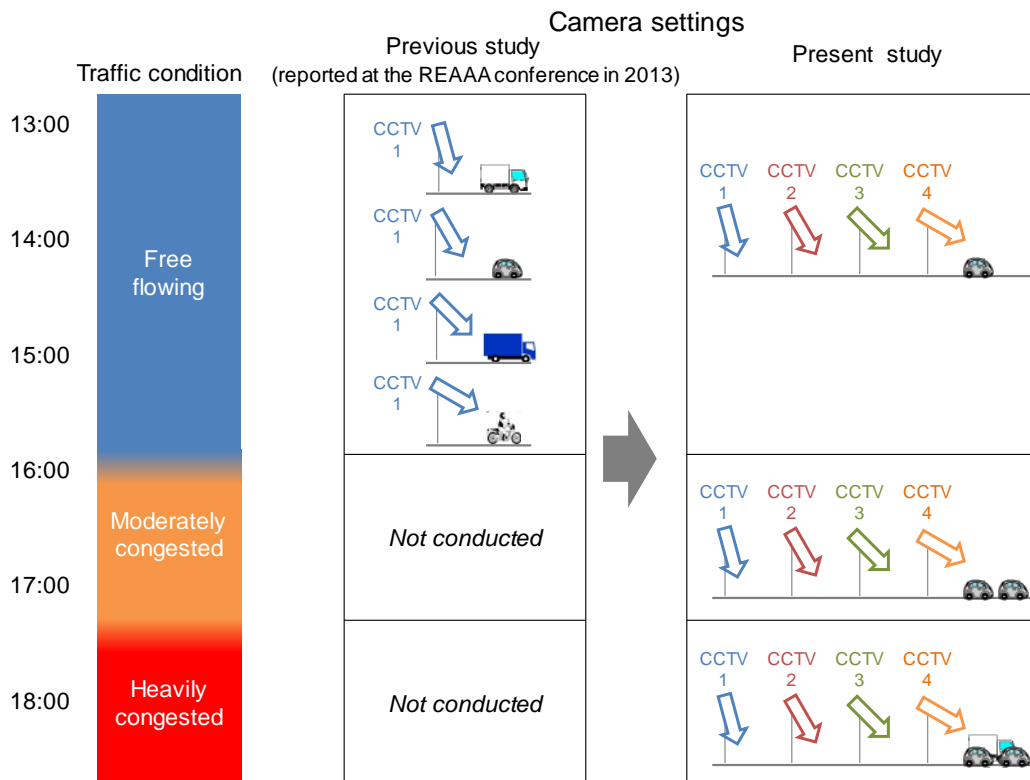 Camera settings
Traffic condition
Previous study
(reported at the REAAA conference in 2013)
Present study
13:00
14:00
15:00
16:00
17:00
18:00
Free
flowing
Moderately
congested
Heavily
congested
CCTV
1
CCTV
1
CCTV
1
CCTV
1
Not conducted
Not conducted
CCTV CCTV CCTV CCTV
1 2 3 4
CCTV CCTV CCTV CCTV
1 2 3 4
CCTV CCTV CCTV CCTV
1 2 3 4